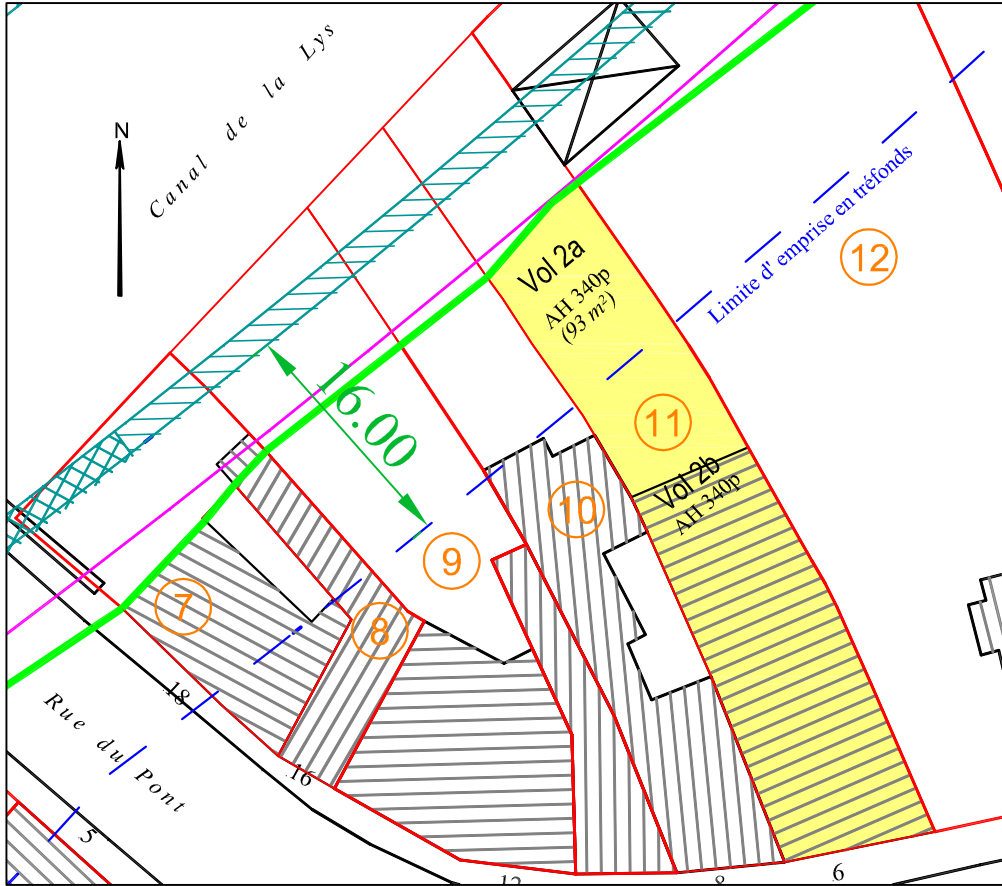 Canal de la Lys
N
Vol 2a
AH 340p
(93 m²)
Limite d' emprise en tréfonds
12
16.00
11
Vol 2b
AH 340p
10
9
7
8
18
Rue du Pont
16
5
12
8
6